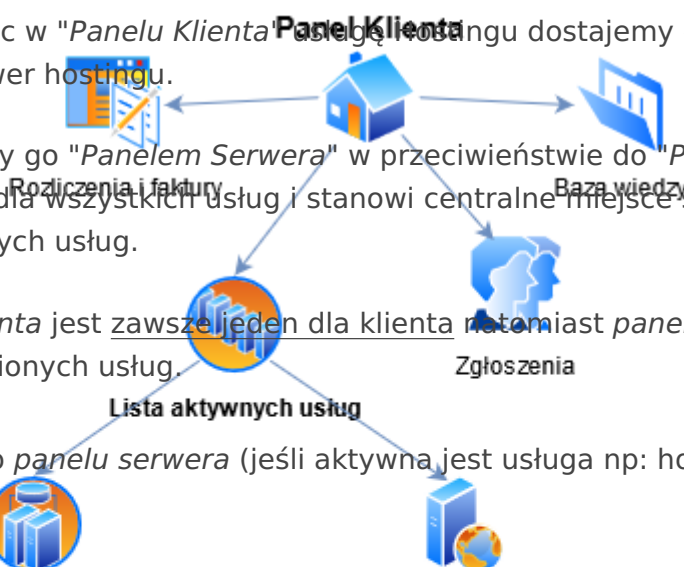 c w "Panelu Klienta" usługę Hostingu dostajemy
Panel Klienta
wer hostingu.
y go "Panelem Serwera" w przeciwieństwie do "P
Rozliczenia i faktury
Baza wiedzy
dla wszystkich usług i stanowi centralne miejsce s
ych usług.
nta jest zawsze jeden dla klienta natomiast pane
ionych usług.
Zgłoszenia
Lista aktywnych usług
o panelu serwera (jeśli aktywna jest usługa np: ho